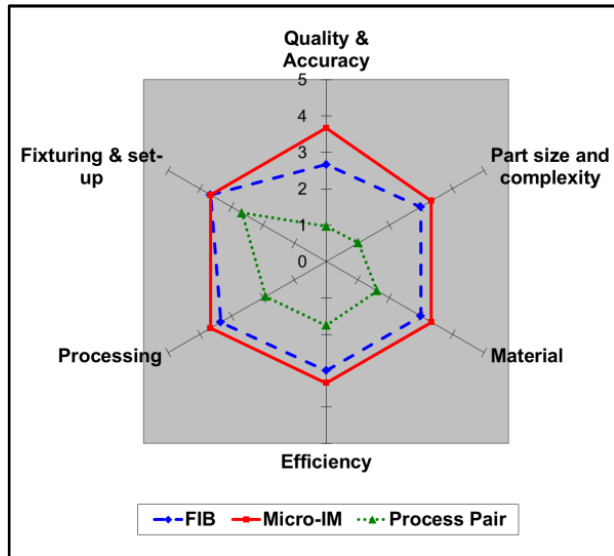 Quality &
Accuracy
5
4
3
2
1
0
Part size and
complexity
Material
Efficiency
Processing
Fixturing & set-
up
FIB
Micro-IM
Process Pair